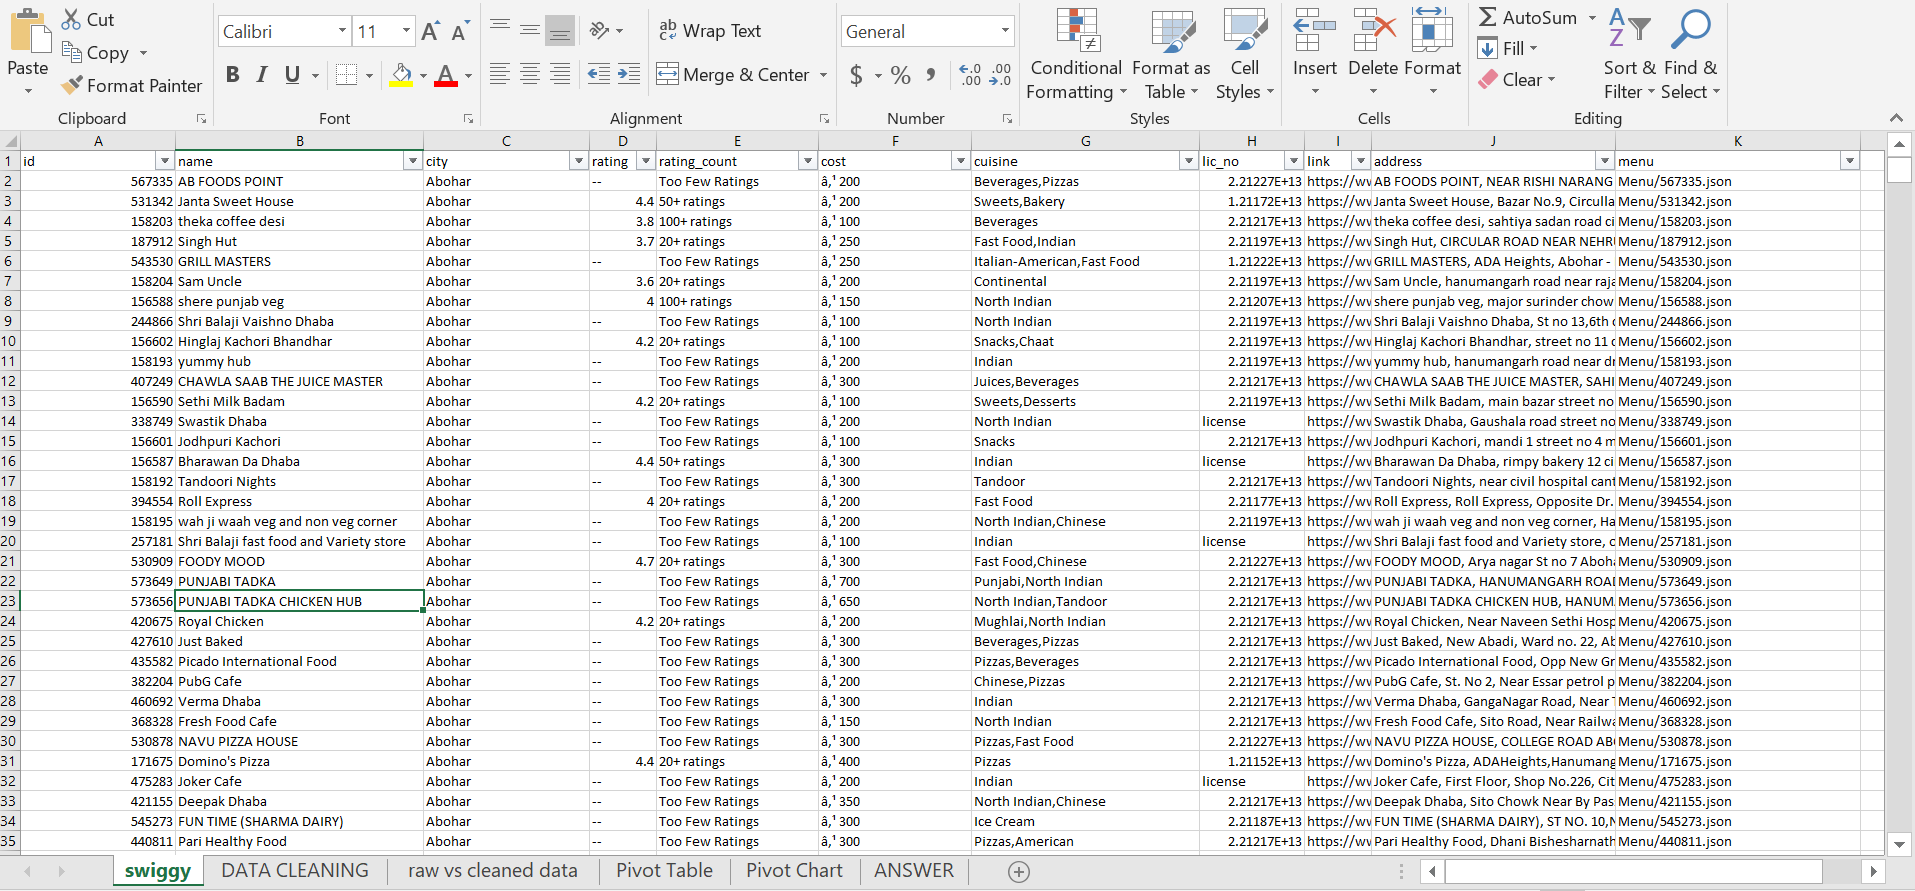 Cut
Copy
Format Painter
Paste
Clipboard
Calibri 11 A A
B I U A
Font
ab c Wrap Text
Merge & Center
Alignment
General
$ % , .00 .00
Number
Conditional Formatting
Format as Table
Cell Styles
Styles
Insert Delete Format
Cells
AutoSum
Fill
Clear
Sort & Filter
Find & Select
Editing
A B C D E F G H I J K
1 id name city rating rating_count cost cuisine lic_no link address menu
2 567335 AB FOODS POINT Abohar -- Too Few Ratings â‚¹ 200 Beverages,Pizzas 2.21227E+13 https://w AB FOODS POINT, NEAR RISHI NARANG Menu/567335.json
3 531342 Janta Sweet House Abohar 4.4 50+ ratings â‚¹ 200 Sweets,Bakery 1.21172E+13 https://w Janta Sweet House, Bazar No.9, Circulla Menu/531342.json
4 158203 theka coffee desi Abohar 3.8 100+ ratings â‚¹ 100 Beverages 2.21197E+13 https://w theka coffee desi, sahtiya sadan road ci Menu/158203.json
5 187912 Singh Hut Abohar 3.7 20+ ratings â‚¹ 250 Fast Food,Indian 2.21197E+13 https://w Singh Hut, CIRCULAR ROAD NEAR NEHR Menu/187912.json
6 543530 GRILL MASTERS Abohar -- Too Few Ratings â‚¹ 250 Italian-American,Fast Food 1.21222E+13 https://w GRILL MASTERS, ADA Heights, Abohar - Menu/543530.json
7 158204 Sam Uncle Abohar 3.6 20+ ratings â‚¹ 200 Continental 2.21197E+13 https://w Sam Uncle, hanumangarh road near raja Menu/158204.json
8 156588 shere punjab veg Abohar 4 100+ ratings â‚¹ 150 North Indian 2.21207E+13 https://w shere punjab veg, major surinder chow Menu/156588.json
9 244866 Shri Balaji Vaishno Dhaba Abohar -- Too Few Ratings â‚¹ 100 North Indian 2.21197E+13 https://w Shri Balaji Vaishno Dhaba, St no 13,6th Menu/244866.json
10 156602 Hinglaj Kachori Bhandhar Abohar 4.2 20+ ratings â‚¹ 100 Snacks,Chaat 2.21197E+13 https://w Hinglaj Kachori Bhandhar, street no 11 Menu/156602.json
11 158193 yummy hub Abohar -- Too Few Ratings â‚¹ 200 Indian 2.21197E+13 https://w yummy hub, hanumangarh road near Menu/158193.json
12 407249 CHAWLA SAAB THE JUICE MASTER Abohar -- Too Few Ratings â‚¹ 300 Juices,Beverages 2.21217E+13 https://w CHAWLA SAAB THE JUICE MASTER, SAHI Menu/407249.json
13 156590 Sethi Milk Badam Abohar 4.2 20+ ratings â‚¹ 100 Sweets,Desserts 2.21197E+13 https://w Sethi Milk Badam, main bazar street no Menu/156590.json
14 338749 Swastik Dhaba Abohar -- Too Few Ratings â‚¹ 200 North Indian license https://w Swastik Dhaba, Gaushala road street no Menu/338749.json
15 156601 Jodhpuri Kachori Abohar -- Too Few Ratings â‚¹ 100 Snacks 2.21217E+13 https://w Jodhpuri Kachori, mandi 1 street no 4 m Menu/156601.json
16 156587 Bharawan Da Dhaba Abohar 4.4 50+ ratings â‚¹ 300 Indian license https://w Bharawan Da Dhaba, rimpy bakery 12 ci Menu/156587.json
17 158192 Tandoori Nights Abohar -- Too Few Ratings â‚¹ 300 Tandoor 2.21217E+13 https://w Tandoori Nights, near civil hospital cant Menu/158192.json
18 394554 Roll Express Abohar 4 20+ ratings â‚¹ 200 Fast Food 2.21177E+13 https://w Roll Express, Roll Express, Opposite Dr. Menu/394554.json
19 158195 wah ji waah veg and non veg corner Abohar -- Too Few Ratings â‚¹ 200 North Indian,Chinese 2.21197E+13 https://w wah ji waah veg and non veg corner, Ha Menu/158195.json
20 257181 Shri Balaji fast food and Variety store Abohar -- Too Few Ratings â‚¹ 100 Indian license https://w Shri Balaji fast food and Variety store, Menu/257181.json
21 530909 FOODY MOOD Abohar 4.7 20+ ratings â‚¹ 300 Fast Food,Chinese 2.21227E+13 https://w FOODY MOOD, Arya nagar St no 7 Aboh Menu/530909.json
22 573649 PUNJABI TADKA Abohar -- Too Few Ratings â‚¹ 700 Punjabi,North Indian 2.21227E+13 https://w PUNJABI TADKA, HANUMANGARH ROA Menu/573649.json
23 573656 PUNJABI TADKA CHICKEN HUB Abohar -- Too Few Ratings â‚¹ 650 North Indian,Tandoor 2.21227E+13 https://w PUNJABI TADKA CHICKEN HUB, HANUM Menu/573656.json
24 420675 Royal Chicken Abohar 4.2 20+ ratings â‚¹ 200 Mughlai,North Indian 2.21217E+13 https://w Royal Chicken, Near Naveen Sethi Hosp Menu/420675.json
25 427610 Just Baked Abohar -- Too Few Ratings â‚¹ 300 Beverages,Pizzas 2.21217E+13 https://w Just Baked, New Abadi, Ward no. 22, Menu/427610.json
26 435582 Picado International Food Abohar -- Too Few Ratings â‚¹ 300 Pizzas,Beverages 2.21217E+13 https://w Picado International Food, Opp New Gr Menu/435582.json
27 382204 PubG Cafe Abohar -- Too Few Ratings â‚¹ 300 Chinese,Pizzas 2.21217E+13 https://w PubG Cafe, St. No 2, Near Essar petrol p Menu/382204.json
28 460692 Verma Dhaba Abohar -- Too Few Ratings â‚¹ 300 Indian 2.21217E+13 https://w Verma Dhaba, GangaNagar Road, Near Menu/460692.json
29 368328 Fresh Food Cafe Abohar -- Too Few Ratings â‚¹ 150 North Indian 2.21217E+13 https://w Fresh Food Cafe, Sito Road, Near Railwa Menu/368328.json
30 530878 NAVU PIZZA HOUSE Abohar -- Too Few Ratings â‚¹ 300 Pizzas,Fast Food 2.21227E+13 https://w NAVU PIZZA HOUSE, COLLEGE ROAD AB Menu/530878.json
31 171675 Domino's Pizza Abohar 4.4 20+ ratings â‚¹ 400 Pizzas 1.21152E+13 https://w Domino's Pizza, ADAHeights,Hanumang Menu/171675.json
32 475283 Joker Cafe Abohar -- Too Few Ratings â‚¹ 200 Indian license https://w Joker Cafe, First Floor, Shop No.226, Cit Menu/475283.json
33 421155 Deepak Dhaba Abohar -- Too Few Ratings â‚¹ 350 North Indian,Chinese 2.21217E+13 https://w Deepak Dhaba, Sito Chowk Near By Pas Menu/421155.json
34 545273 FUN TIME (SHARMA DAIRY) Abohar -- Too Few Ratings â‚¹ 200 Ice Cream 2.21187E+13 https://w FUN TIME (SHARMA DAIRY), ST NO. 10, Menu/545273.json
35 440811 Pari Healthy Food Abohar -- Too Few Ratings â‚¹ 300 Pizzas,American 2.21217E+13 https://w Pari Healthy Food, Dhani Bishesharnath Menu/440811.json
swiggy DATA CLEANING raw vs cleaned data Pivot Table Pivot Chart ANSWER